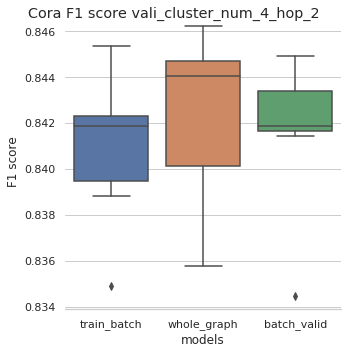 Cora F1 score vali_cluster_num_4_hop_2
0.846
0.844
0.842
0.840
0.838
0.836
0.834
F1 score
train_batch
whole_graph
batch_valid
models